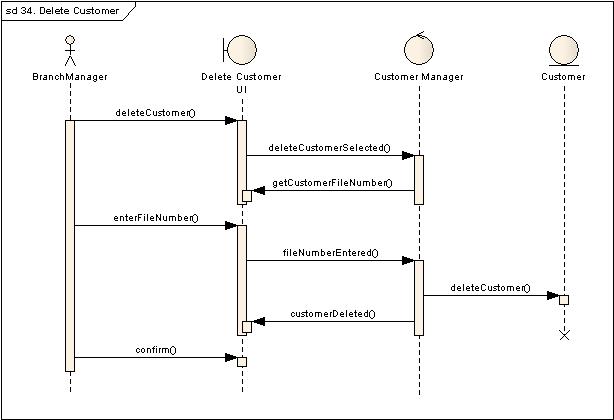 sd 34. Delete Customer
BranchManager
Delete Customer
UI
Customer Manager
Customer
deleteCustomer()
deleteCustomerSelected()
getCustomerFileNumber()
enterFileNumber()
fileNumberEntered()
deleteCustomer()
customerDeleted()
confirm()